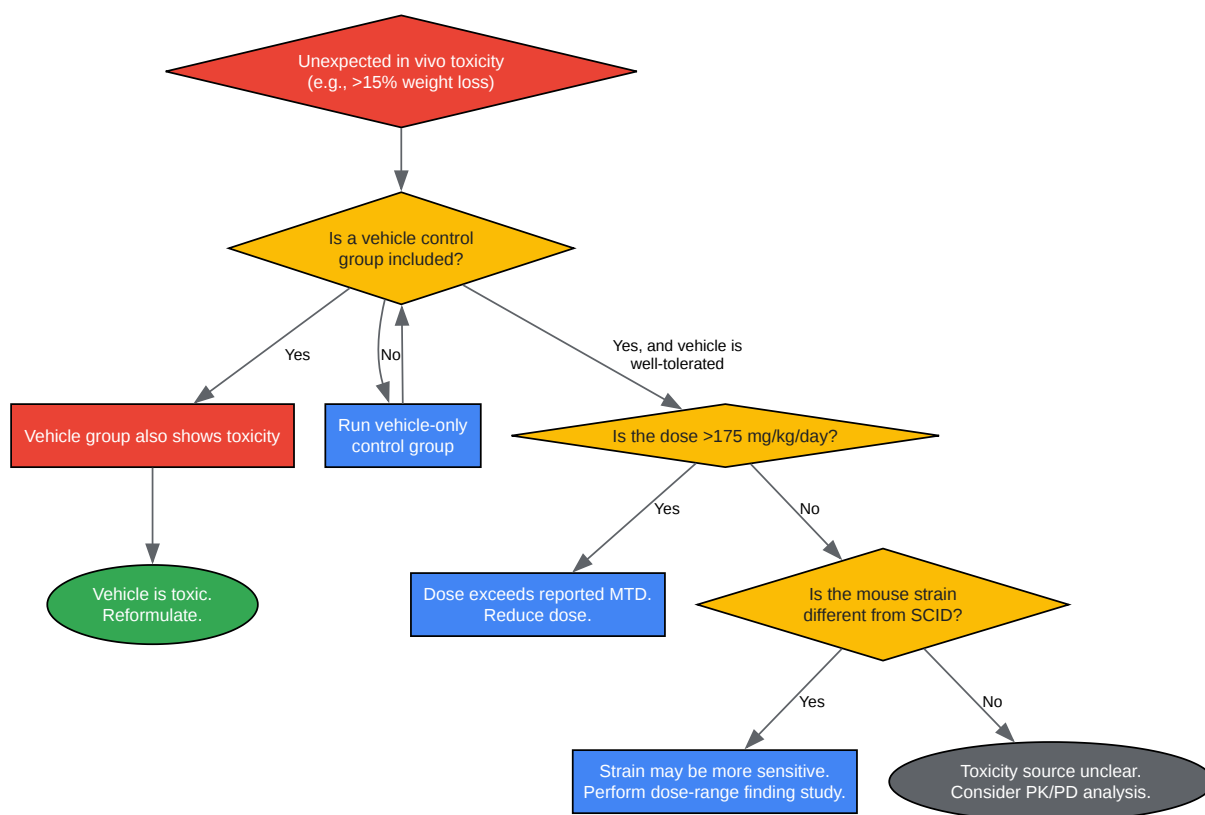 Unexpected in vivo toxicity
(e.g., >15% weight loss)
Is a vehicle control
group included?
Yes
No
Yes, and vehicle is
well-tolerated
Vehicle group also shows toxicity
Run vehicle-only
control group
Is the dose >175 mg/kg/day?
Yes
No
Vehicle is toxic.
Reformulate.
Dose exceeds reported MTD.
Reduce dose.
Is the mouse strain
different from SCID?
Yes
No
Strain may be more sensitive.
Perform dose-range finding study.
Toxicity source unclear.
Consider PK/PD analysis.